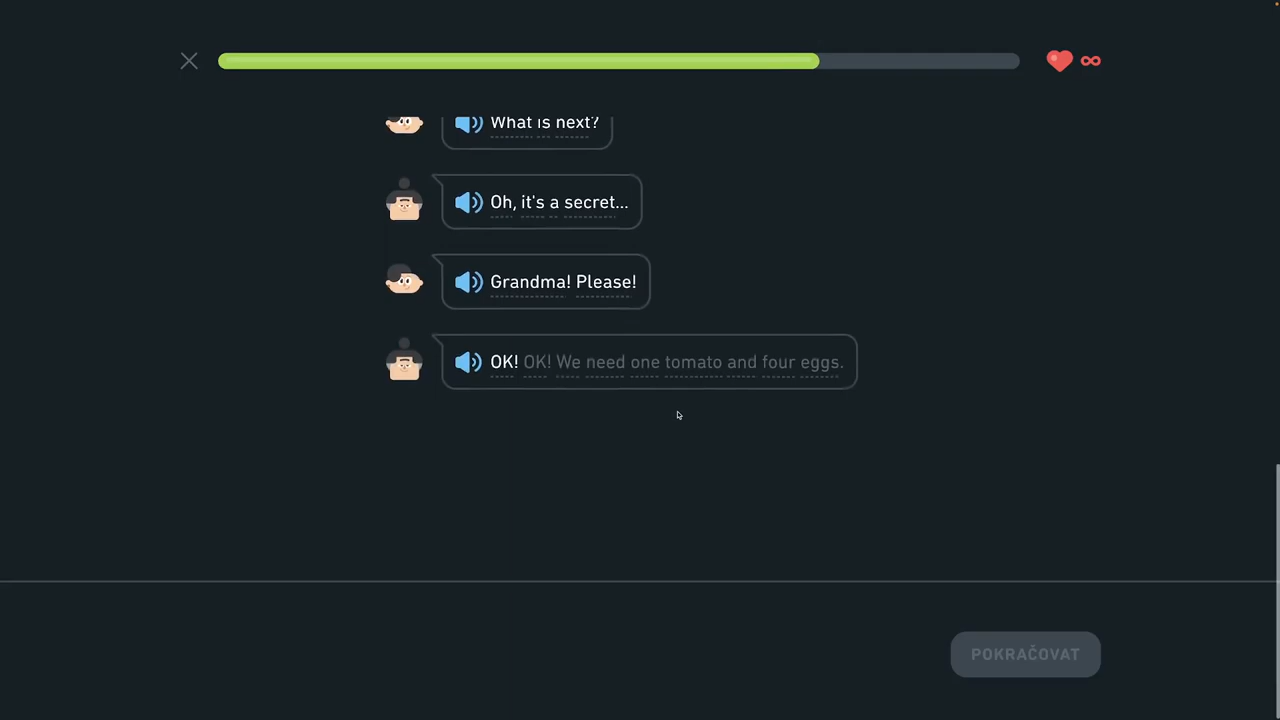 What is next?
Oh, it's a secret...
Grandma! Please!
OK! OK! We need one tomato and four eggs.
POKRAČOVAT